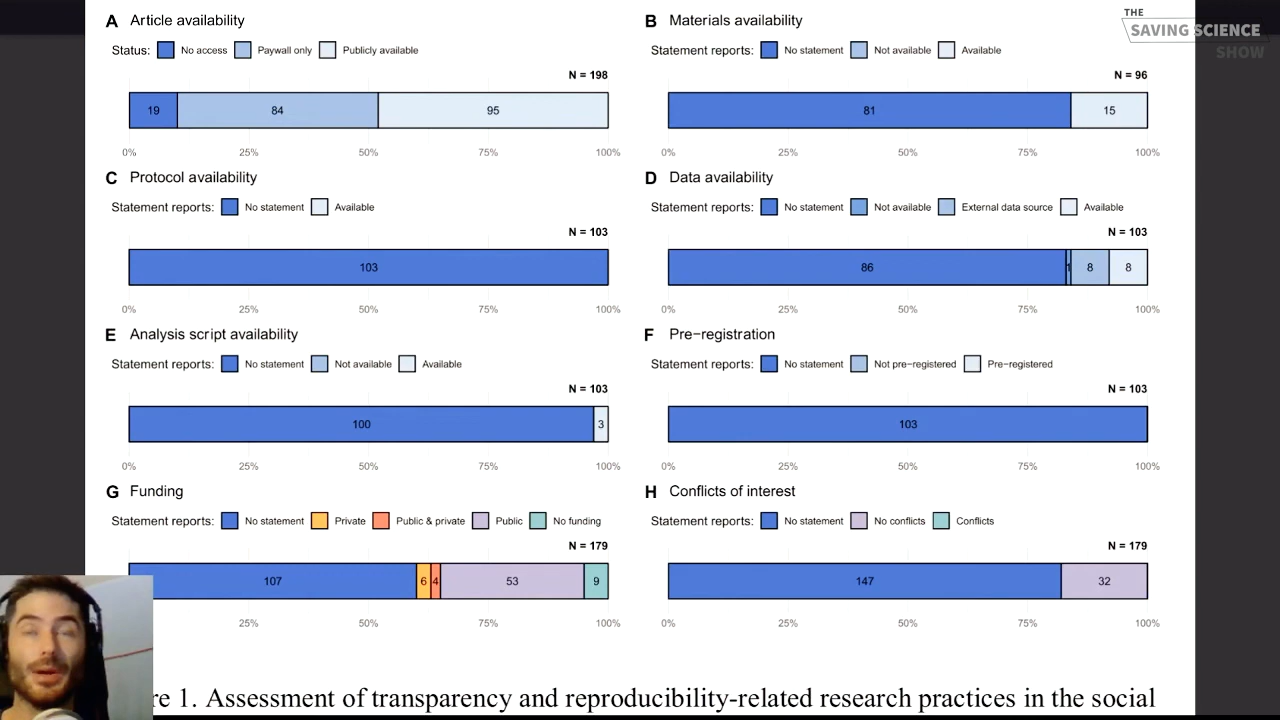 THE
SAVING SCIENCE
SHOW
A Article availability
Status: No access Paywall only Publicly available
N = 198
19 84 95
0% 25% 50% 75% 100%
B Materials availability
Statement reports: No statement Not available Available
N = 96
81 15
0% 25% 50% 75% 100%
C Protocol availability
Statement reports: No statement Available
N = 103
103
0% 25% 50% 75% 100%
D Data availability
Statement reports: No statement Not available External data source Available
N = 103
86 1 8 8
0% 25% 50% 75% 100%
E Analysis script availability
Statement reports: No statement Not available Available
N = 103
100 3
0% 25% 50% 75% 100%
F Pre−registration
Statement reports: No statement Not pre−registered Pre−registered
N = 103
103
0% 25% 50% 75% 100%
G Funding
Statement reports: No statement Private Public & private Public No funding
N = 179
107 6 4 53 9
25% 50% 75% 100%
H Conflicts of interest
Statement reports: No statement No conflicts Conflicts
N = 179
147 32
0% 25% 50% 75% 100%
re 1. Assessment of transparency and reproducibility-related research practices in the social